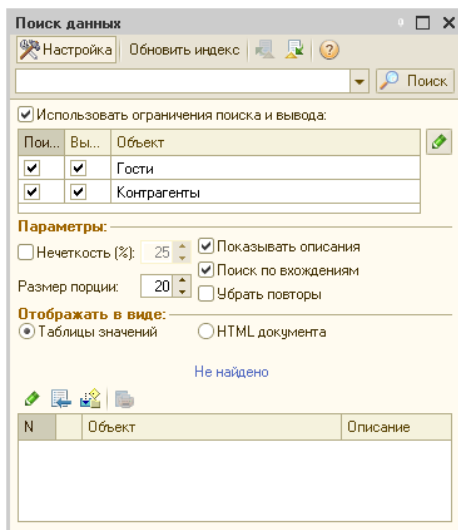 Поиск данных
Настройка Обновить индекс
Поиск
Использовать ограничения поиска и вывода:
Пои... Вы... Объект
Гости
Контрагенты
Параметры:
Нечеткость (%): 25 Показывать описания
Поиск по вхождениям
Размер порции: 20 Убрать повторы
Отображать в виде:
Таблицы значений HTML документа
Не найдено
N Объект Описание